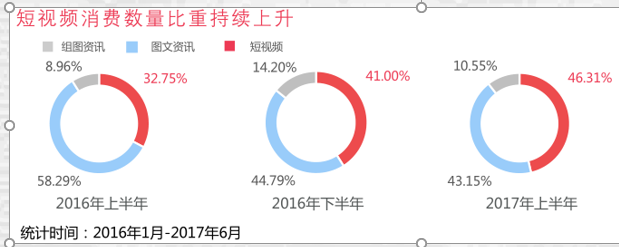 短视频消费数量比重持续上升
组图资讯 图文资讯 短视频
8.96% 32.75% 14.20% 41.00% 10.55% 46.31%
58.29% 44.79% 43.15%
2016年上半年 2016年下半年 2017年上半年
统计时间：2016年1月-2017年6月